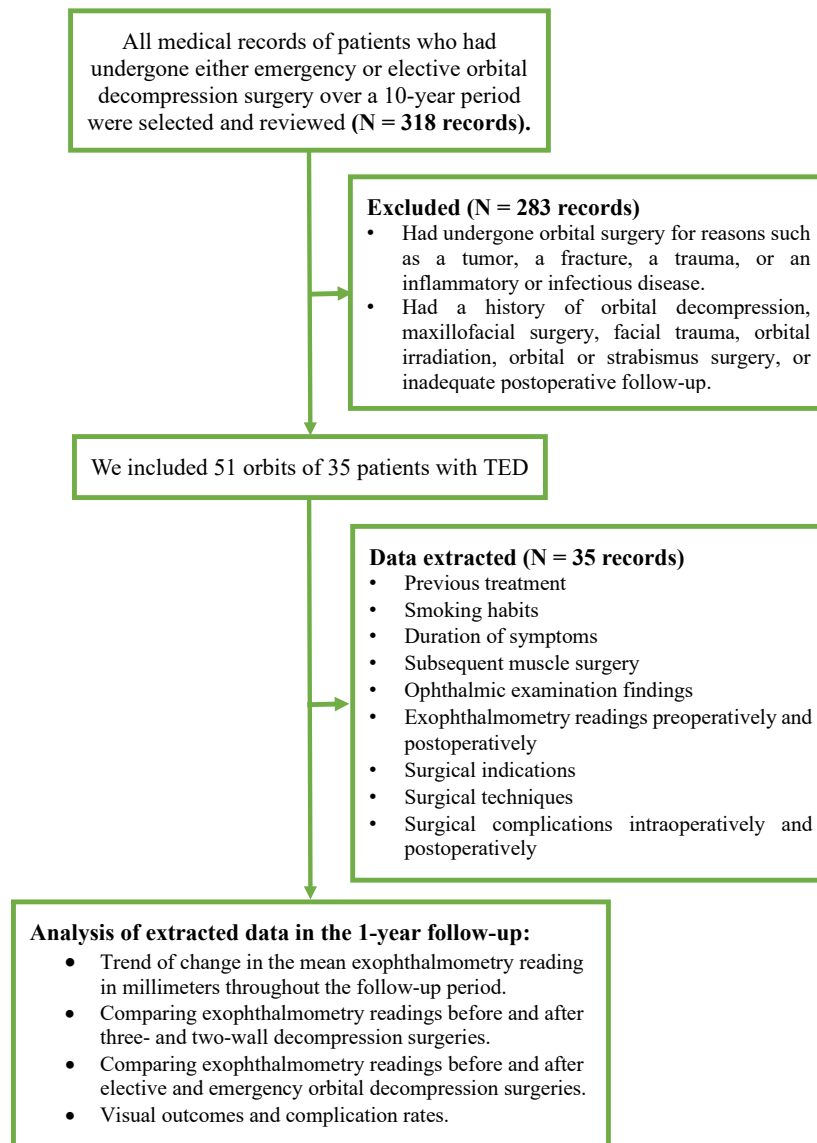 All medical records of patients who had
undergone either emergency or elective orbital
decompression surgery over a 10-year period
were selected and reviewed (N = 318 records).
Excluded (N = 283 records)
• Had undergone orbital surgery for reasons such
as a tumor, a fracture, a trauma, or an
inflammatory or infectious disease.
• Had a history of orbital decompression,
maxillofacial surgery, facial trauma, orbital
irradiation, orbital or strabismus surgery, or
inadequate postoperative follow-up.
We included 51 orbits of 35 patients with TED
Data extracted (N = 35 records)
• Previous treatment
• Smoking habits
• Duration of symptoms
• Subsequent muscle surgery
• Ophthalmic examination findings
• Exophthalmometry readings preoperatively and
postoperatively
• Surgical indications
• Surgical techniques
• Surgical complications intraoperatively and
postoperatively
Analysis of extracted data in the 1-year follow-up:
• Trend of change in the mean exophthalmometry reading
in millimeters throughout the follow-up period.
• Comparing exophthalmometry readings before and after
three- and two-wall decompression surgeries.
• Comparing exophthalmometry readings before and after
elective and emergency orbital decompression surgeries.
• Visual outcomes and complication rates.